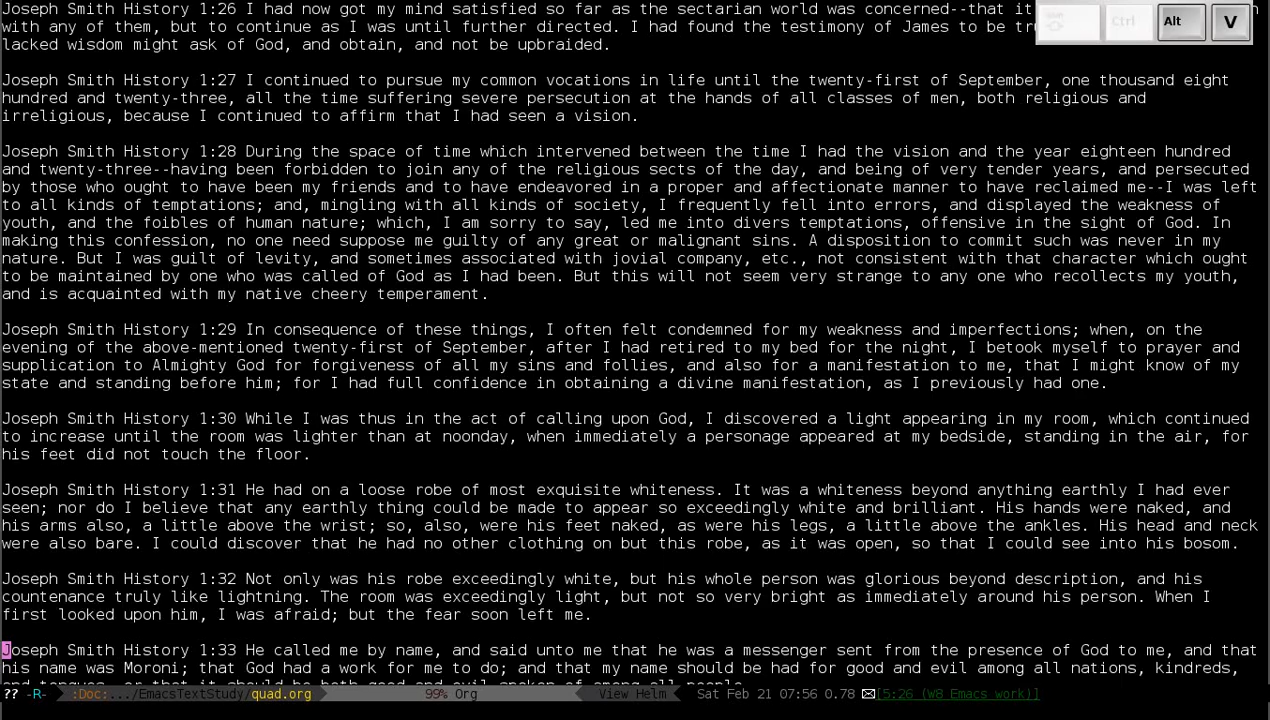 Joseph Smith History 1:26 I had now got my mind satisfied so far as the sectarian world was concerned--that it
with any of them, but to continue as I was until further directed. I had found the testimony of James to be
lacked wisdom might ask of God, and obtain, and not be upbraided.
Ctrl
Alt
V
Joseph Smith History 1:27 I continued to pursue my common vocations in life until the twenty-first of September, one thousand eight
hundred and twenty-three, all the time suffering severe persecution at the hands of all classes of men, both religious and
irreligious, because I continued to affirm that I had seen a vision.
Joseph Smith History 1:28 During the space of time which intervened between the time I had the vision and the year eighteen hundred
and twenty-three--having been forbidden to join any of the religious sects of the day, and being of very tender years, and persecuted
by those who ought to have been my friends and to have endeavored in a proper and affectionate manner to have reclaimed me--I was left
to all kinds of temptations; and, mingling with all kinds of society, I frequently fell into errors, and displayed the weakness of
youth, and the foibles of human nature; which, I am sorry to say, led me into divers temptations, offensive in the sight of God. In
making this confession, no one need suppose me guilty of any great or malignant sins. A disposition to commit such was never in my
nature. But I was guilt of levity, and sometimes associated with jovial company, etc., not consistent with that character which ought
to be maintained by one who was called of God as I had been. But this will not seem very strange to any one who recollects my youth,
and is acquainted with my native cheery temperament.
Joseph Smith History 1:29 In consequence of these things, I often felt condemned for my weakness and imperfections; when, on the
evening of the above-mentioned twenty-first of September, after I had retired to my bed for the night, I betook myself to prayer and
supplication to Almighty God for forgiveness of all my sins and follies, and also for a manifestation to me, that I might know of my
state and standing before him; for I had full confidence in obtaining a divine manifestation, as I previously had one.
Joseph Smith History 1:30 While I was thus in the act of calling upon God, I discovered a light appearing in my room, which continued
to increase until the room was lighter than at noonday, when immediately a personage appeared at my bedside, standing in the air, for
his feet did not touch the floor.
Joseph Smith History 1:31 He had on a loose robe of most exquisite whiteness. It was a whiteness beyond anything earthly I had ever
seen; nor do I believe that any earthly thing could be made to appear so exceedingly white and brilliant. His hands were naked, and
his arms also, a little above the wrist; so, also, were his feet naked, as were his legs, a little above the ankles. His head and neck
were also bare. I could discover that he had no other clothing on but this robe, as it was open, so that I could see into his bosom.
Joseph Smith History 1:32 Not only was his robe exceedingly white, but his whole person was glorious beyond description, and his
countenance truly like lightning. The room was exceedingly light, but not so very bright as immediately around his person. When I
first looked upon him, I was afraid; but the fear soon left me.
Joseph Smith History 1:33 He called me by name, and said unto me that he was a messenger sent from the presence of God to me, and that
his name was Moroni; that God had a work for me to do; and that my name should be had for good and evil among all nations, kindreds,
?? -R- :Doc:.../EmacsTextStudy/quad.org 99% Org View Helm Sat Feb 21 07:56 0.78 [5:26 (W8 Emacs work)]